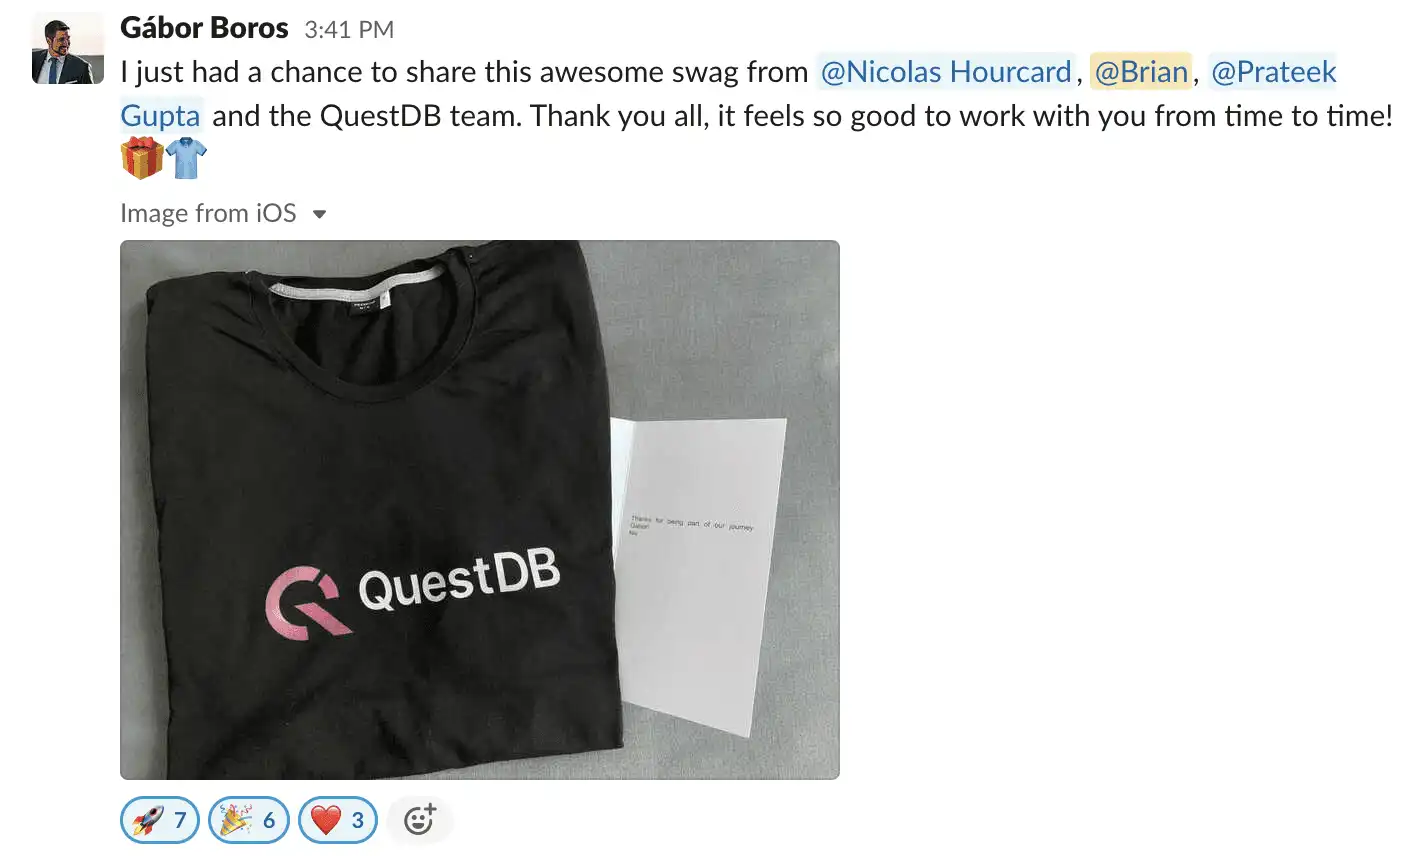 Gábor Boros 3:41 PM
I just had a chance to share this awesome swag from @Nicolas Hourcard, @Brian, @Prateek
Gupta and the QuestDB team. Thank you all, it feels so good to work with you from time to time!
Image from iOS
QuestDB
Thanks for being part of our journey
Gabor!
7 6 3